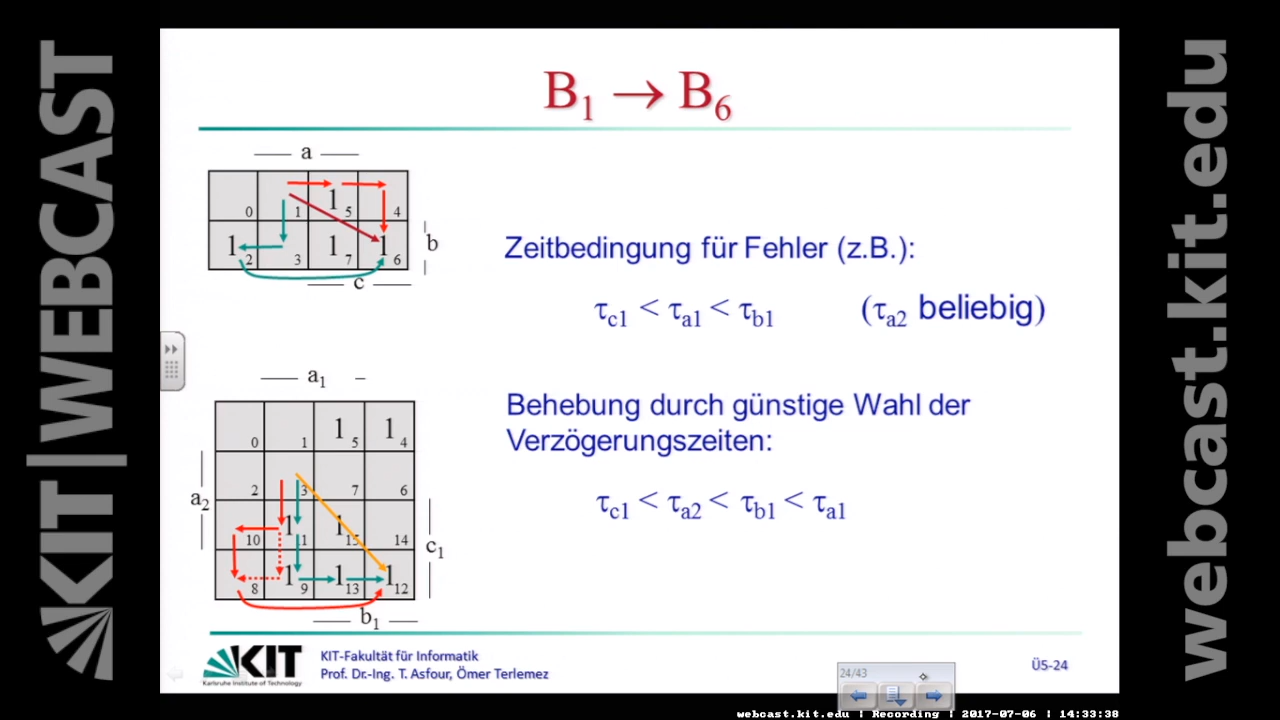 KIT|WEBCAST
B1 → B6
a
0 1 1 5 4
1 2 3 1 7 1 6 b
c
Zeitbedingung für Fehler (z.B.):
τc1 < τa1 < τb1 (τa2 beliebig)
a1
0 1 1 5 1 4
2 3 7 6
a2
10 1 11 1 15 14
c1
8 1 9 1 13 1 12
b1
Behebung durch günstige Wahl der
Verzögerungszeiten:
τc1 < τa2 < τb1 < τa1
KIT
Karlsruhe Institute of Technology
KIT-Fakultät für Informatik
Prof. Dr.-Ing. T. Asfour, Ömer Terlemez
24/43
Ü5-24
webcast.kit.edu | Recording | 2017-07-06 | 14:33:38
webcast.kit.edu